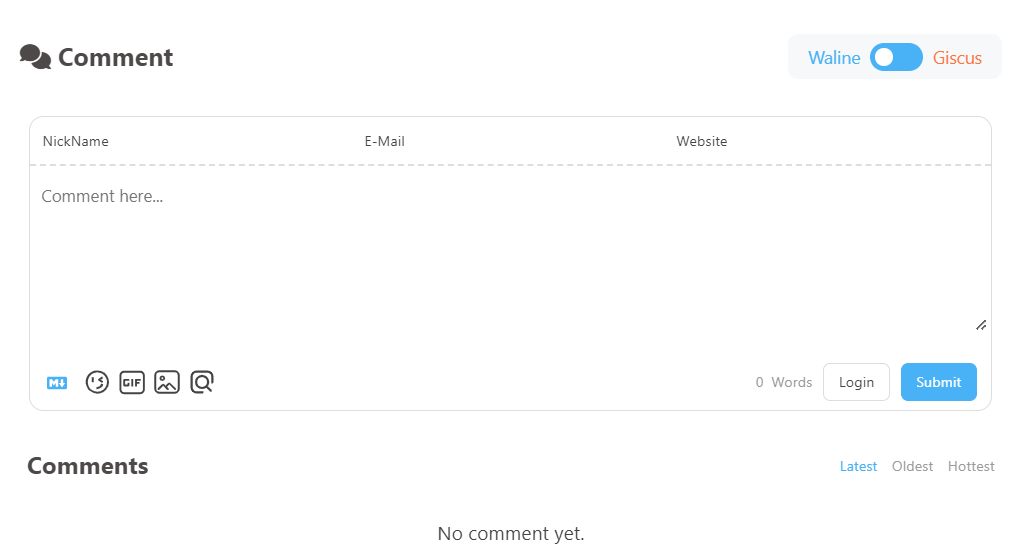 Comment
Waline Giscus
NickName E-Mail Website
Comment here...
M↓ GIF 0 Words Login Submit
Comments
Latest Oldest Hottest
No comment yet.